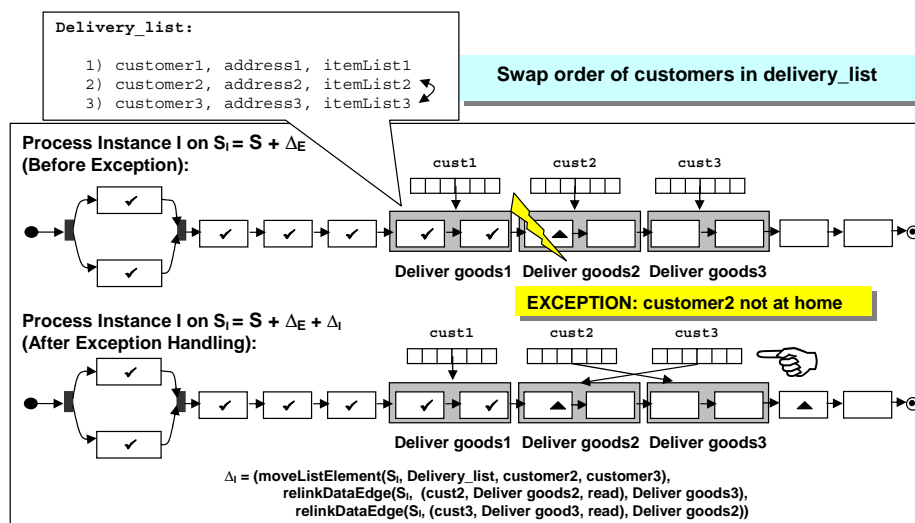 Delivery_list:
1) customer1, address1, itemList1
2) customer2, address2, itemList2
3) customer3, address3, itemList3
Swap order of customers in delivery_list
Process Instance I on SI = S + ΔE
(Before Exception):
cust1 cust2 cust3
Deliver goods1 Deliver goods2 Deliver goods3
EXCEPTION: customer2 not at home
Process Instance I on SI = S + ΔE + ΔI
(After Exception Handling):
cust1 cust2 cust3
Deliver goods1 Deliver goods2 Deliver goods3
ΔI = (moveListElement(SI, Delivery_list, customer2, customer3),
relinkDataEdge(SI, (cust2, Deliver goods2, read), Deliver goods3),
relinkDataEdge(SI, (cust3, Deliver good3, read), Deliver goods2))